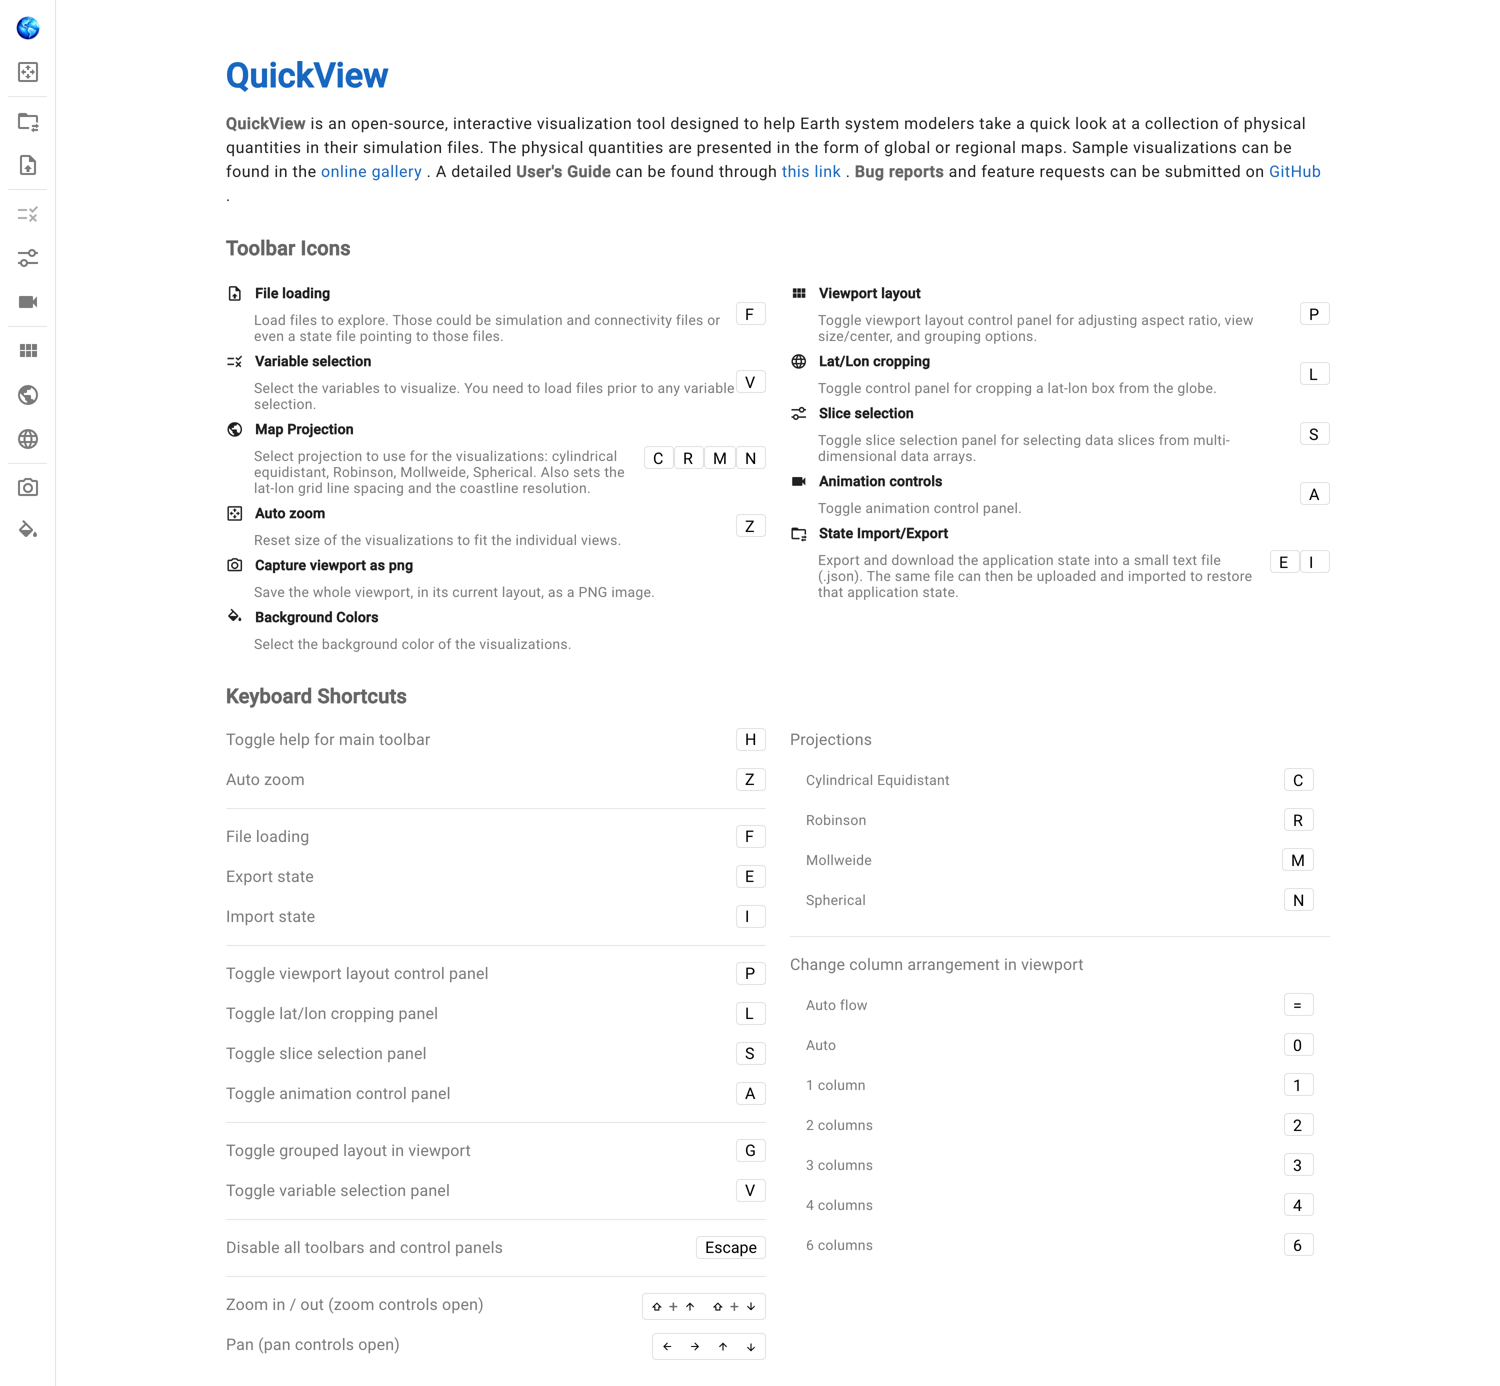 QuickView
QuickView is an open-source, interactive visualization tool designed to help Earth system modelers take a quick look at a collection of physical
quantities in their simulation files. The physical quantities are presented in the form of global or regional maps. Sample visualizations can be
found in the online gallery . A detailed User's Guide can be found through this link . Bug reports and feature requests can be submitted on GitHub
.
Toolbar Icons
File loading
Load files to explore. Those could be simulation and connectivity files or
even a state file pointing to those files.
F
Variable selection
Select the variables to visualize. You need to load files prior to any variable
selection.
V
Map Projection
Select projection to use for the visualizations: cylindrical
equidistant, Robinson, Mollweide, Spherical. Also sets the
lat-lon grid line spacing and the coastline resolution.
C R M N
Auto zoom
Reset size of the visualizations to fit the individual views.
Z
Capture viewport as png
Save the whole viewport, in its current layout, as a PNG image.
Background Colors
Select the background color of the visualizations.
Viewport layout
Toggle viewport layout control panel for adjusting aspect ratio, view
size/center, and grouping options.
P
Lat/Lon cropping
Toggle control panel for cropping a lat-lon box from the globe.
L
Slice selection
Toggle slice selection panel for selecting data slices from multi-
dimensional data arrays.
S
Animation controls
Toggle animation control panel.
A
State Import/Export
Export and download the application state into a small text file
(.json). The same file can then be uploaded and imported to restore
that application state.
E I
Keyboard Shortcuts
Toggle help for main toolbar H
Auto zoom Z
File loading F
Export state E
Import state I
Toggle viewport layout control panel P
Toggle lat/lon cropping panel L
Toggle slice selection panel S
Toggle animation control panel A
Toggle grouped layout in viewport G
Toggle variable selection panel V
Disable all toolbars and control panels Escape
Zoom in / out (zoom controls open) ⇧ + ↑ ⇧ + ↓
Pan (pan controls open) ← → ↑ ↓
Projections
Cylindrical Equidistant C
Robinson R
Mollweide M
Spherical N
Change column arrangement in viewport
Auto flow =
Auto 0
1 column 1
2 columns 2
3 columns 3
4 columns 4
6 columns 6